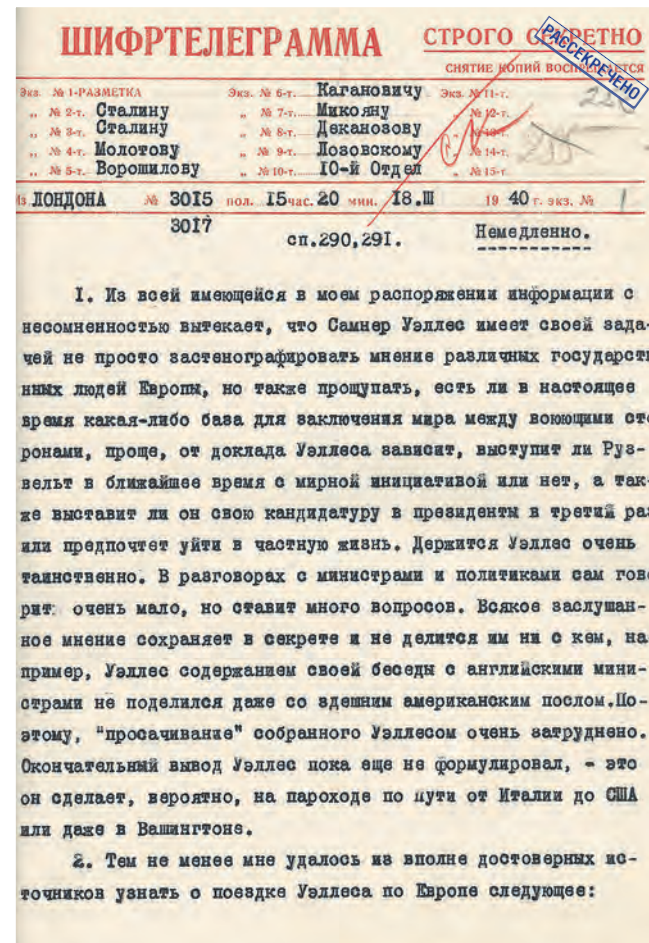 ШИФРТЕЛЕГРАММА
СТРОГО СЕКРЕТНО
РАССЕКРЕЧЕНО
СНЯТИЕ КОПИЙ ВОСПРЕЩАЕТСЯ
Экз. № 1-РАЗМЕТКА Экз. № 6-т. Кагановичу Экз. № 11-т.
„ № 2-т. Сталину „ № 7-т. Микояну „ № 12-т.
„ № 3-т. Сталину „ № 8-т. Деканозову „ № 13-т.
„ № 4-т. Молотову „ № 9-т. Лозовскому „ № 14-т.
„ № 5-т. Ворошилову „ № 10-т. 10-й Отдел „ № 15-т.
Из ЛОНДОНА № 3015 пол. 15 час. 20 мин. 18.III 19 40 г. экз. № 1
3017
сп.290,291.
Немедленно.
I. Из всей имеющейся в моем распоряжении информации с
несомненностью вытекает, что Самнер Уэллес имеет своей зада-
чей не просто застенографировать мнение различных государств
нных людей Европы, но также прощупать, есть ли в настоящее
время какая-либо база для заключения мира между воюющими сто
ронами, проще, от доклада Уэллеса зависит, выступит ли Руз-
вельт в ближайшее время с мирной инициативой или нет, а так-
же выставит ли он свою кандидатуру в президенты в третий раз
или предпочтет уйти в частную жизнь. Держится Уэллес очень
таинственно. В разговорах с министрами и политиками сам гово
рит очень мало, но ставит много вопросов. Всякое заслушан-
ное мнение сохраняет в секрете и не делится им ни с кем, на
пример, Уэллес содержанием своей беседы с английскими мини-
страми не поделился даже со здешним американским послом.По-
этому, "просачивание" собранного Уэллесом очень затруднено.
Окончательный вывод Уэллес пока еще не формулировал, - это
он сделает, вероятно, на пароходе по пути от Италии до США
или даже в Вашингтоне.
2. Тем не менее мне удалось из вполне достоверных ис-
точников узнать о поездке Уэллеса по Европе следующее: